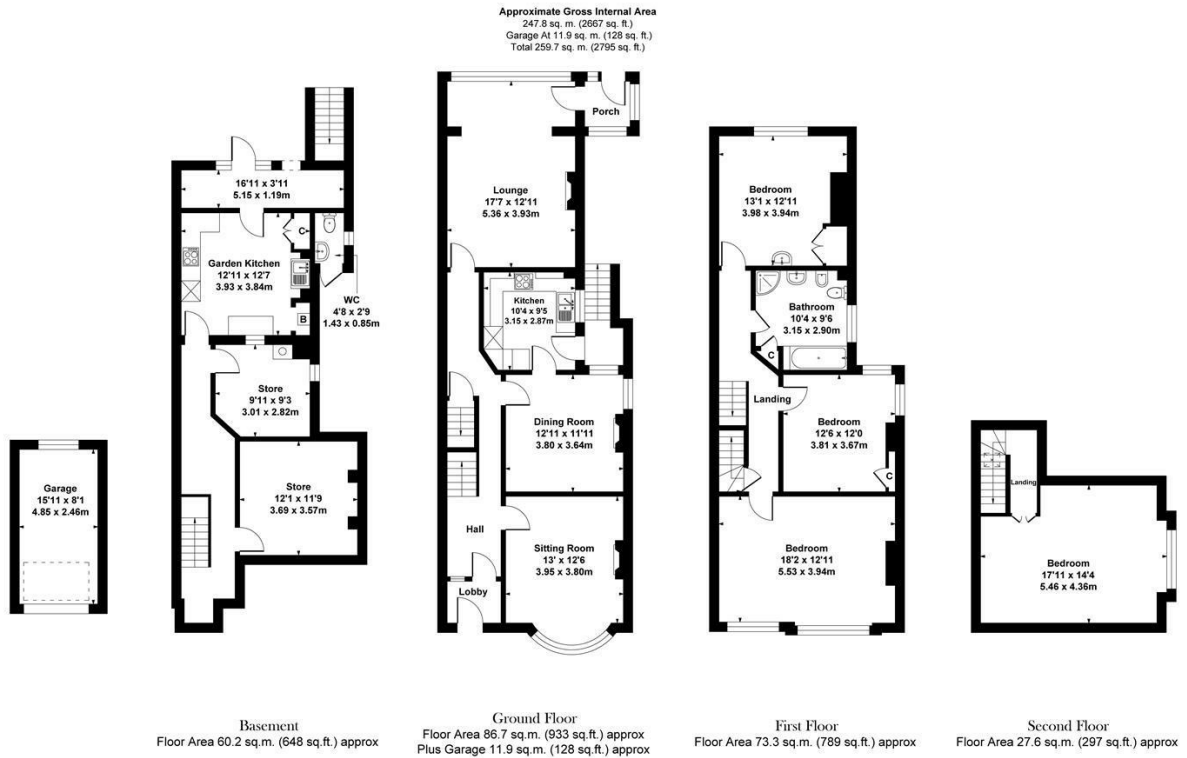 Approximate Gross Internal Area
247.8 sq. m. (2667 sq. ft.)
Garage At 11.9 sq. m. (128 sq. ft.)
Total 259.7 sq. m. (2795 sq. ft.)
16'11 x 3'11
5.15 x 1.19m
C
Garden Kitchen
12'11 x 12'7
3.93 x 3.84m
B
WC
4'8 x 2'9
1.43 x 0.85m
Store
9'11 x 9'3
3.01 x 2.82m
Store
12'1 x 11'9
3.69 x 3.57m
Garage
15'11 x 8'1
4.85 x 2.46m
Basement
Floor Area 60.2 sq.m. (648 sq.ft.) approx
Porch
Lounge
17'7 x 12'11
5.36 x 3.93m
Kitchen
10'4 x 9'5
3.15 x 2.87m
Dining Room
12'11 x 11'11
3.80 x 3.64m
Hall
Sitting Room
13' x 12'6
3.95 x 3.80m
Lobby
Ground Floor
Floor Area 86.7 sq.m. (933 sq.ft.) approx
Plus Garage 11.9 sq.m. (128 sq.ft.) approx
Bedroom
13'1 x 12'11
3.98 x 3.94m
Bathroom
10'4 x 9'6
3.15 x 2.90m
C
Landing
Bedroom
12'6 x 12'0
3.81 x 3.67m
C
Bedroom
18'2 x 12'11
5.53 x 3.94m
First Floor
Floor Area 73.3 sq.m. (789 sq.ft.) approx
Landing
Bedroom
17'11 x 14'4
5.46 x 4.36m
Second Floor
Floor Area 27.6 sq.m. (297 sq.ft.) approx